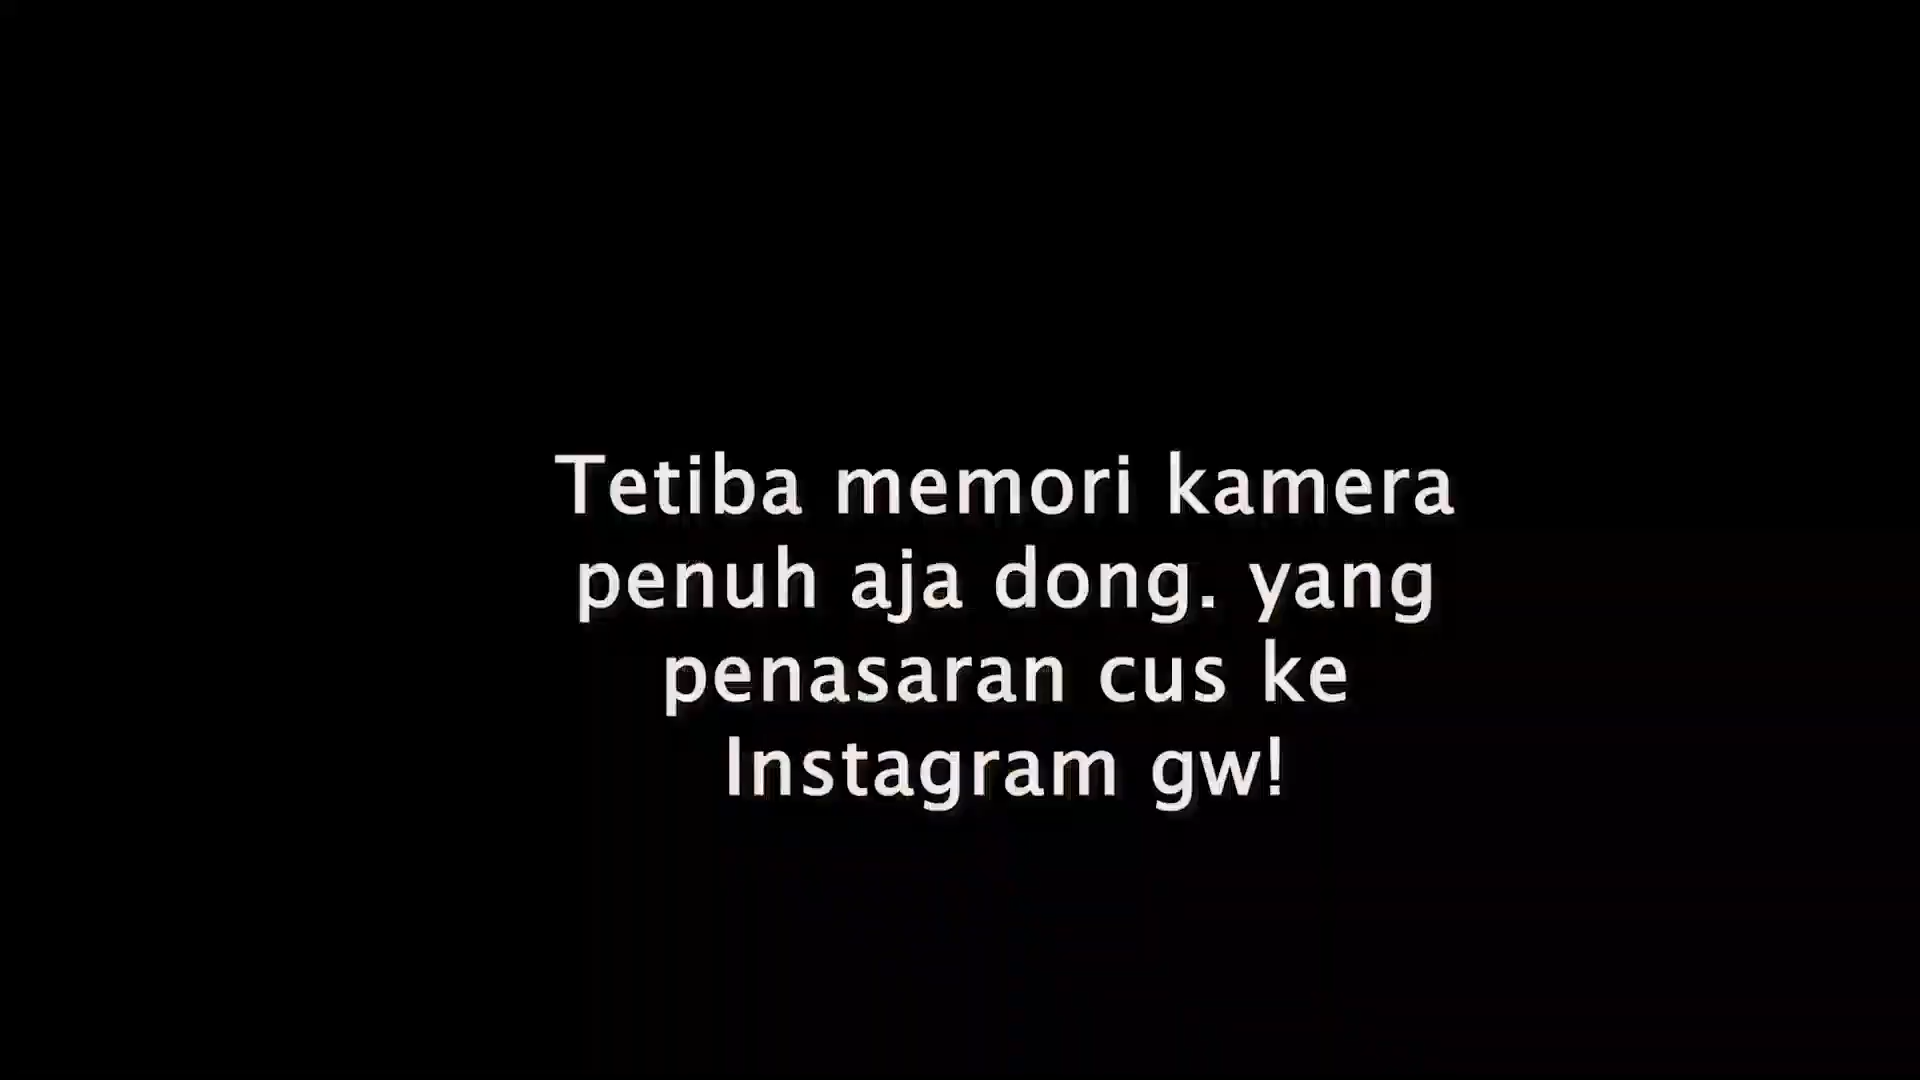 Tetiba memori kamera
penuh aja dong. yang
penasaran cus ke
Instagram gw!